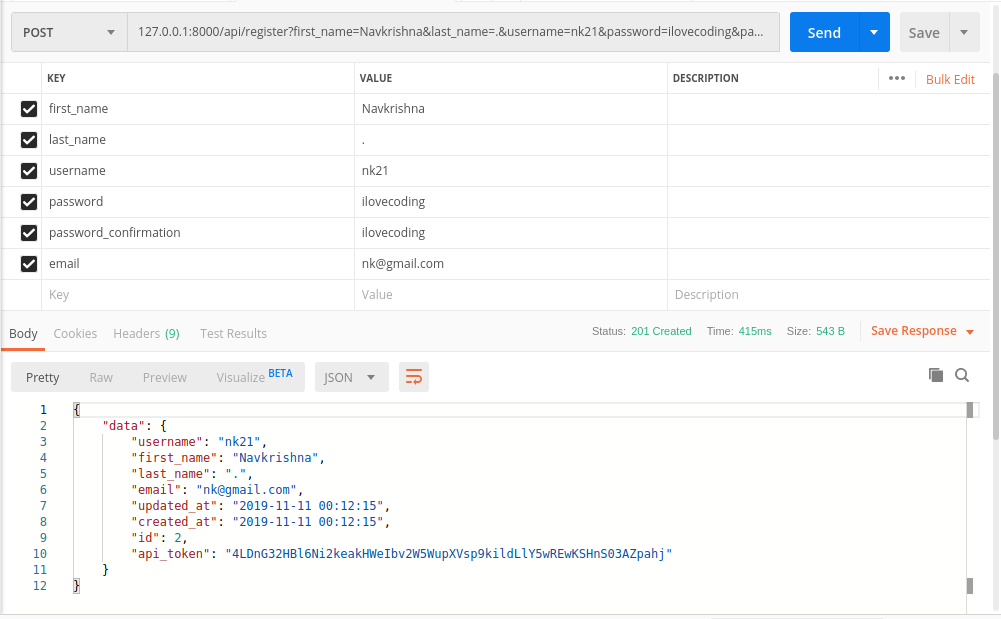 POST 127.0.0.1:8000/api/register?first_name=Navkrishna&last_name=.&username=nk21&password=ilovecoding&pa... Send Save
KEY VALUE DESCRIPTION ••• Bulk Edit
first_name Navkrishna
last_name .
username nk21
password ilovecoding
password_confirmation ilovecoding
email nk@gmail.com
Key Value Description
Body Cookies Headers (9) Test Results Status: 201 Created Time: 415ms Size: 543 B Save Response
Pretty Raw Preview Visualize BETA JSON
1 {
2 "data": {
3 "username": "nk21",
4 "first_name": "Navkrishna",
5 "last_name": ".",
6 "email": "nk@gmail.com",
7 "updated_at": "2019-11-11 00:12:15",
8 "created_at": "2019-11-11 00:12:15",
9 "id": 2,
10 "api_token": "4LDnG32HBl6Ni2keakHWeIbv2W5WupXVsp9kildLlY5wREwKSHnS03AZpahj"
11 }
12 }